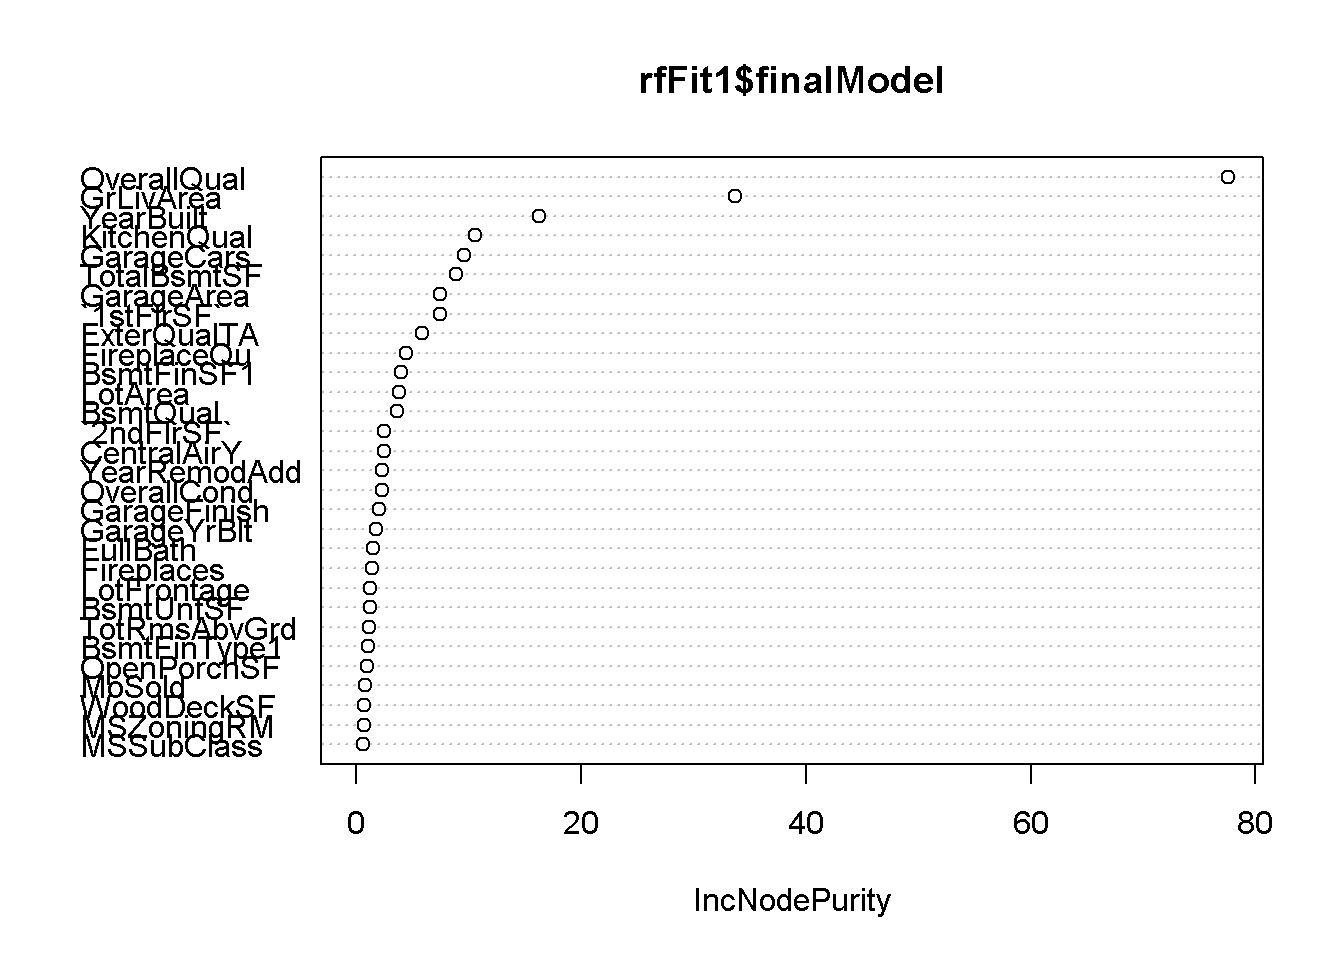 rfFit1$finalModel
OverallQual
GrLivArea
YearBuilt
KitchenQual
GarageCars
TotalBsmtSF
GarageArea
`1stFlrSF`
ExterQualTA
FireplaceQu
BsmtFinSF1
LotArea
BsmtQual
`2ndFlrSF`
CentralAirY
YearRemodAdd
OverallCond
GarageFinish
GarageYrBlt
FullBath
Fireplaces
LotFrontage
BsmtUnfSF
TotRmsAbvGrd
BsmtFinType1
OpenPorchSF
MoSold
WoodDeckSF
MSZoningRM
MSSubClass
0 20 40 60 80
IncNodePurity